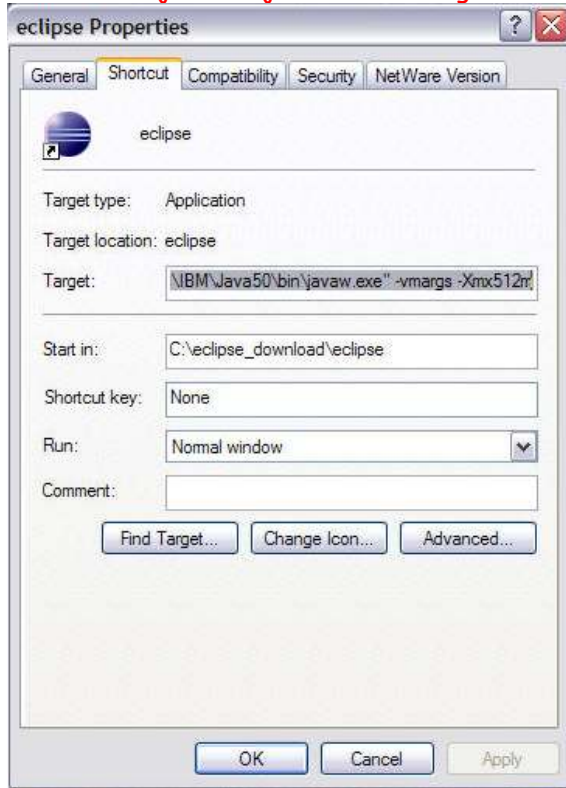 eclipse Properties
General Shortcut Compatibility Security NetWare Version
eclipse
Target type: Application
Target location: eclipse
Target: \IBM\Java50\bin\javaw.exe" -vmargs -Xmx512m
Start in: C:\eclipse_download\eclipse
Shortcut key: None
Run: Normal window
Comment:
Find Target... Change Icon... Advanced...
OK Cancel Apply